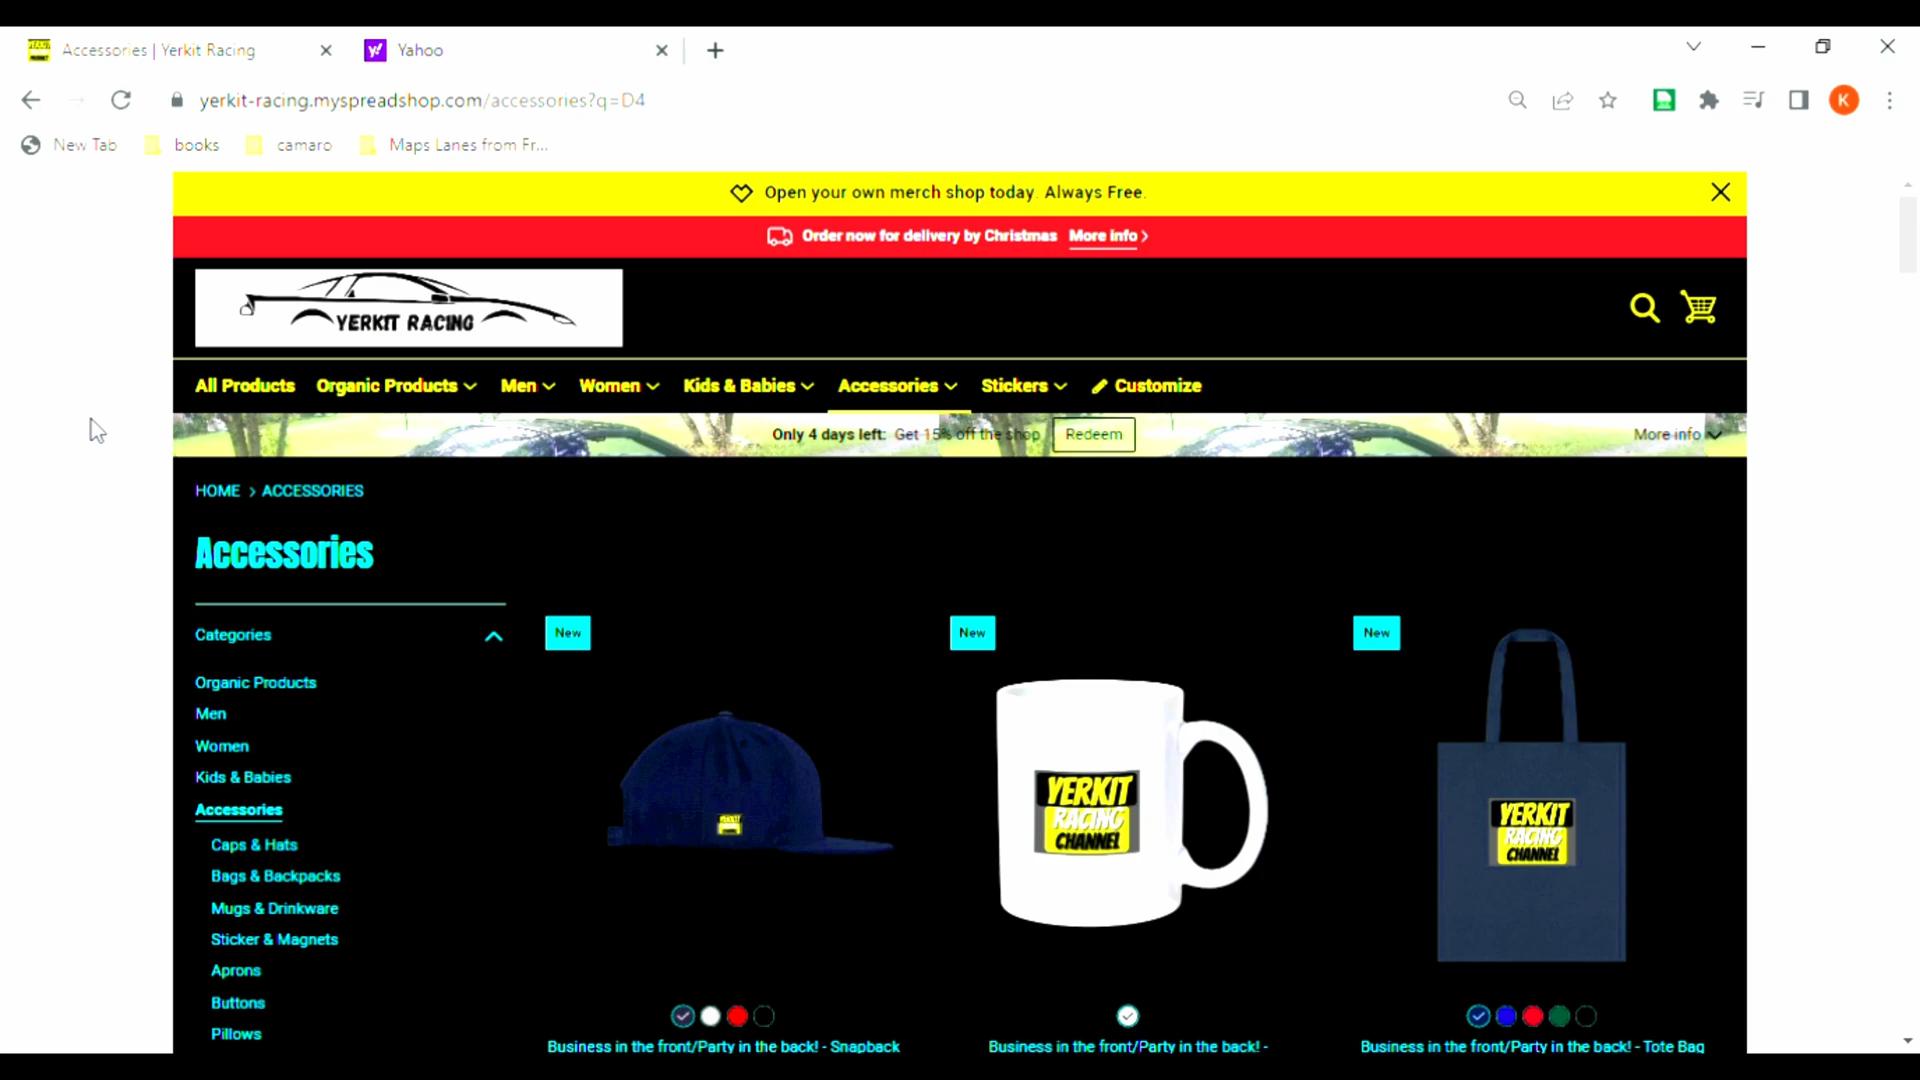 Accessories | Yerkit Racing
Yahoo
yerkit-racing.myspreadshop.com/accessories?q=D4
K
New Tab
books
camaro
Maps Lanes from Fr...
Open your own merch shop today. Always Free.
Order now for delivery by Christmas More info
YERKIT RACING
All Products Organic Products Men Women Kids & Babies Accessories Stickers Customize
Only 4 days left: Get 15% off the shop Redeem More info
HOME > ACCESSORIES
Accessories
Categories
Organic Products
Men
Women
Kids & Babies
Accessories
Caps & Hats
Bags & Backpacks
Mugs & Drinkware
Sticker & Magnets
Aprons
Buttons
Pillows
New
YERKIT
Business in the front/Party in the back! - Snapback
New
YERKIT
RACING
CHANNEL
Business in the front/Party in the back! -
New
YERKIT
RACING
CHANNEL
Business in the front/Party in the back! - Tote Bag